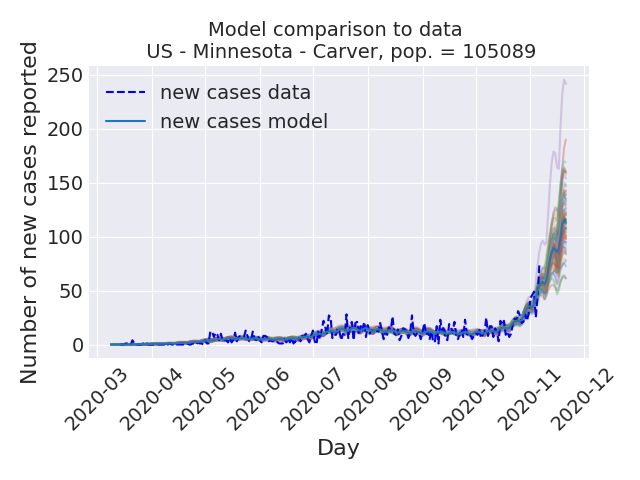 Model comparison to data
US - Minnesota - Carver, pop. = 105089
Number of new cases reported
250
200
150
100
50
0
new cases data
new cases model
2020-03
2020-04
2020-05
2020-06
2020-07
2020-08
2020-09
2020-10
2020-11
2020-12
Day